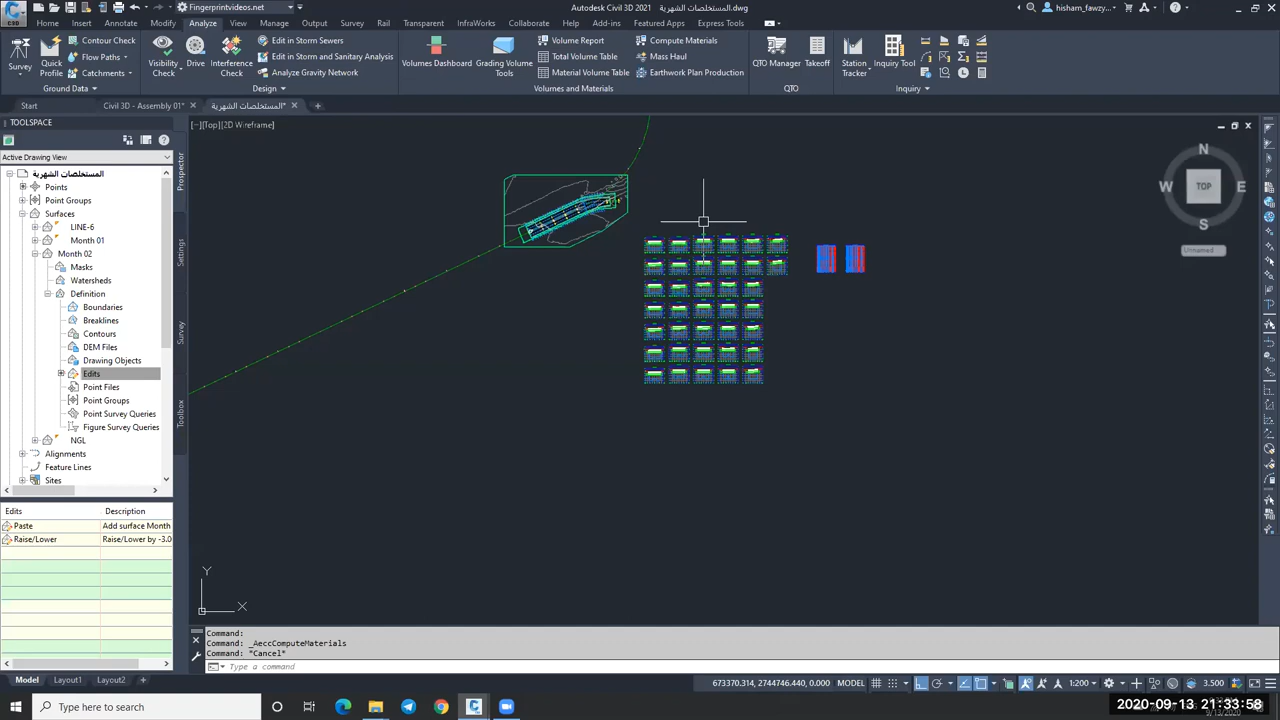 Fingerprintvideos.net
Autodesk Civil 3D 2021 المستخلصات الشهرية.dwg
hisham_fawzy...
Home Insert Annotate Modify Analyze View Manage Output Survey Rail Transparent InfraWorks Collaborate Help Add-ins Featured Apps Express Tools
Contour Check
Edit in Storm Sewers
Volume Report
Compute Materials
Flow Paths
Edit in Storm and Sanitary Analysis
Total Volume Table
Mass Haul
Catchments
Analyze Gravity Network
Material Volume Table
Earthwork Plan Production
Survey
Quick Profile
Visibility Check
Drive
Interference Check
Volumes Dashboard
Grading Volume Tools
QTO Manager
Takeoff
Station Tracker
Inquiry Tool
Ground Data
Design
Volumes and Materials
QTO
Inquiry
Start
Civil 3D - Assembly 01*
المستخلصات الشهرية*
TOOLSPACE
[−][Top][2D Wireframe]
Active Drawing View
المستخلصات الشهرية
Points
Point Groups
Surfaces
LINE-6
Month 01
Month 02
Masks
Watersheds
Definition
Boundaries
Breaklines
Contours
DEM Files
Drawing Objects
Edits
Point Files
Point Groups
Point Survey Queries
Figure Survey Queries
NGL
Alignments
Feature Lines
Sites
Prospector
Settings
Survey
Toolbox
N
W TOP E
S
Edits Description
Paste Add surface Month
Raise/Lower Raise/Lower by -3.0
Y
X
Command:
Command: _AeccComputeMaterials
Command: *Cancel*
Type a command
Model Layout1 Layout2
673370.314, 2744746.440, 0.000 MODEL
1:200
3.500
Type here to search
2020-09-13 21:33:58
9/13/2020